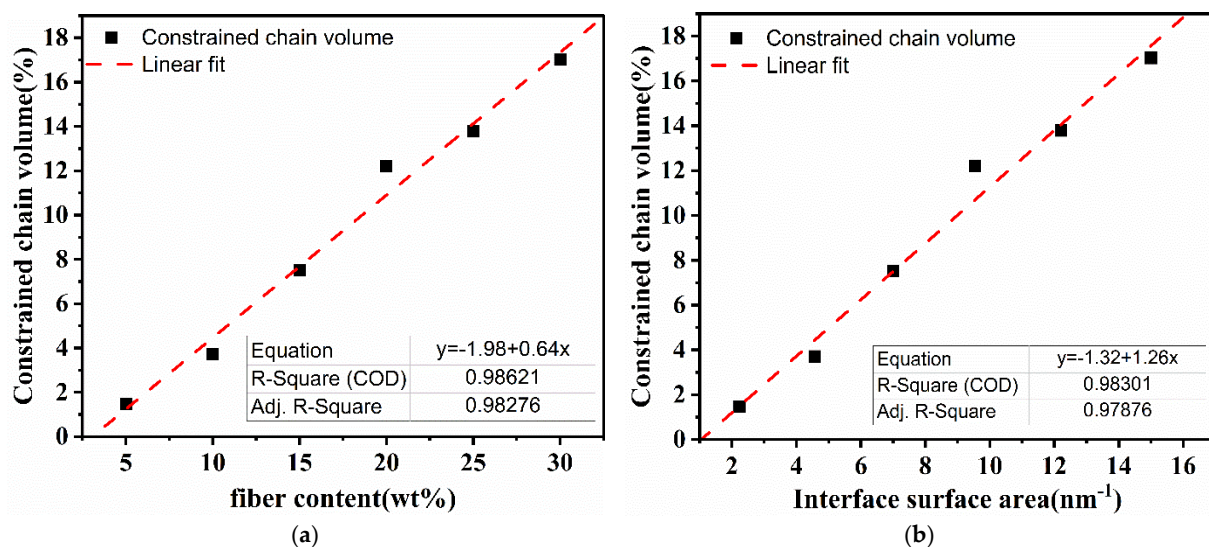 Constrained chain volume(%)
18
16
14
12
10
8
6
4
2
0
Constrained chain volume
Linear fit
Equation y=-1.98+0.64x
R-Square (COD) 0.98621
Adj. R-Square 0.98276
5 10 15 20 25 30
fiber content(wt%)
(a)
Constrained chain volume(%)
18
16
14
12
10
8
6
4
2
0
Constrained chain volume
Linear fit
Equation y=-1.32+1.26x
R-Square (COD) 0.98301
Adj. R-Square 0.97876
2 4 6 8 10 12 14 16
Interface surface area(nm⁻¹)
(b)